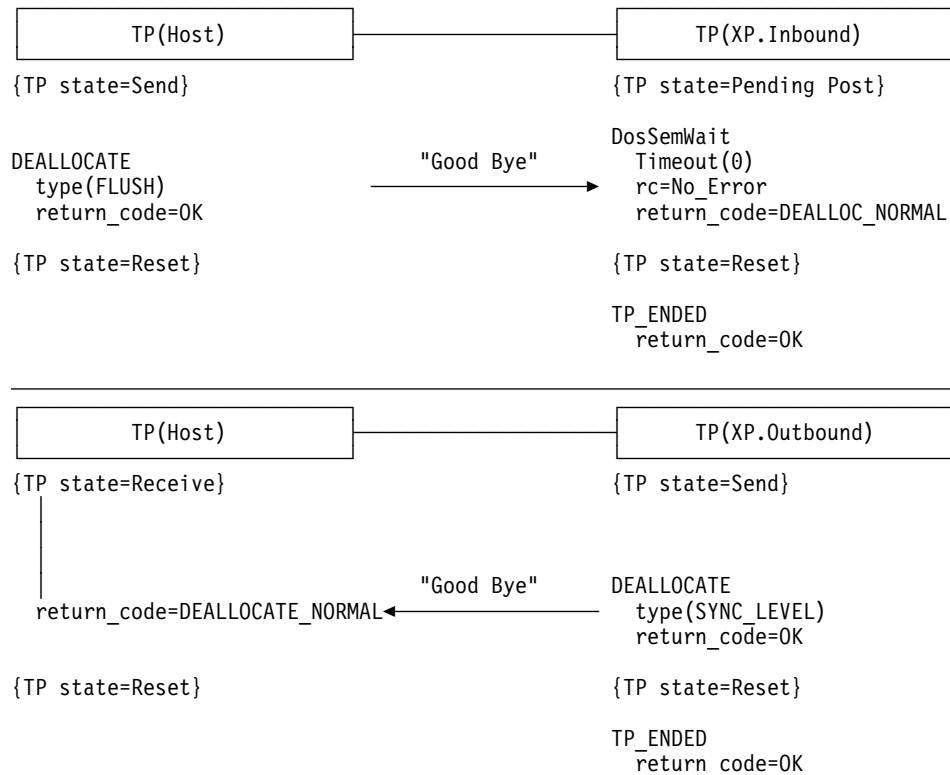 TP(Host) TP(XP.Inbound)
{TP state=Send} {TP state=Pending Post}
DosSemWait
DEALLOCATE "Good Bye" Timeout(0)
type(FLUSH) rc=No_Error
return_code=OK return_code=DEALLOC_NORMAL
{TP state=Reset} {TP state=Reset}
TP_ENDED
return_code=OK
TP(Host) TP(XP.Outbound)
{TP state=Receive} {TP state=Send}
"Good Bye" DEALLOCATE
return_code=DEALLOCATE_NORMAL type(SYNC_LEVEL)
return_code=OK
{TP state=Reset} {TP state=Reset}
TP_ENDED
return code=OK